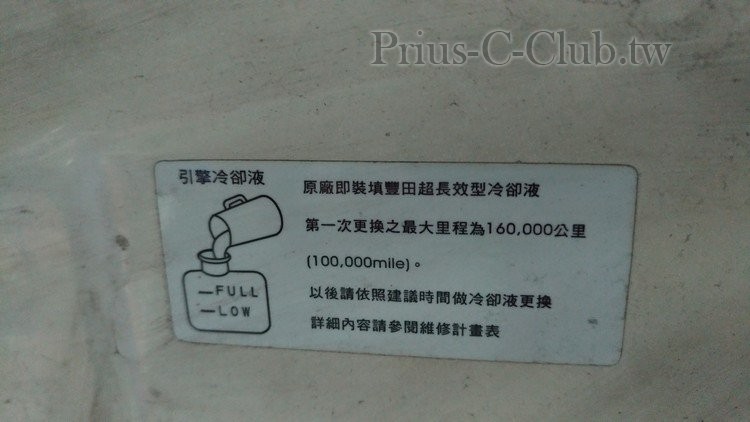 Prius-C-Club.tw
引擎冷卻液
原廠即裝填豐田超長效型冷卻液
第一次更換之最大里程為160,000公里
(100,000mile)。
以後請依照建議時間做冷卻液更換
詳細內容請參閱維修計畫表
FULL
LOW